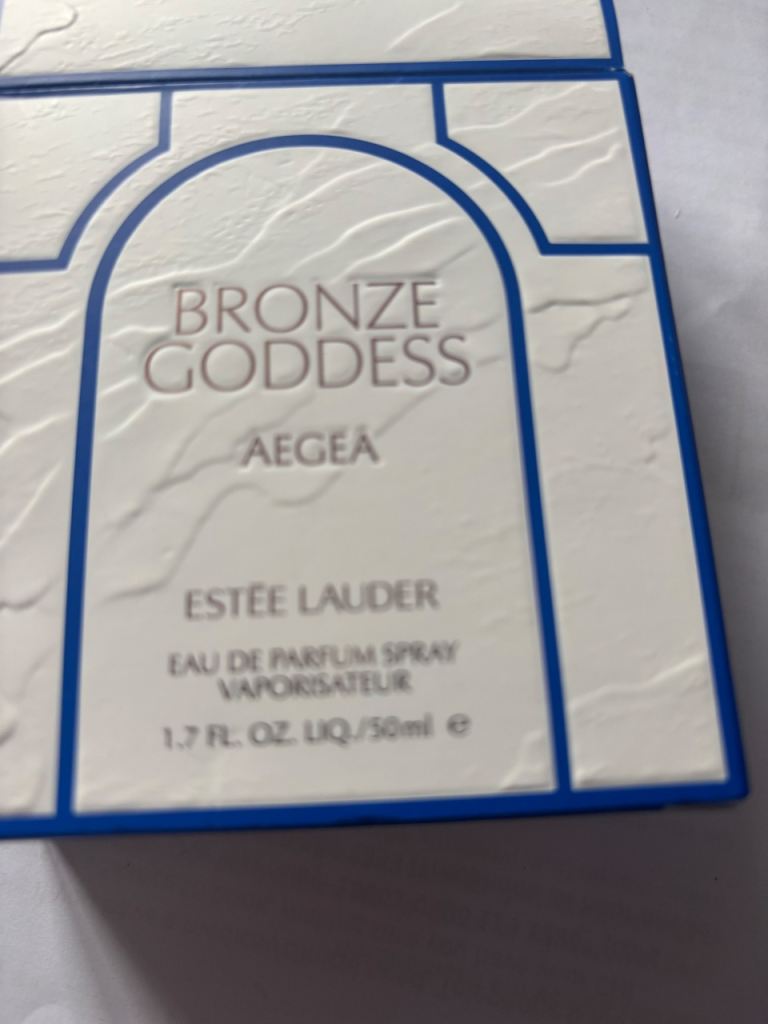 BRONZE
GODDESS
AEGEA
ESTĒE LAUDER
EAU DE PARFUM SPRAY
VAPORISATEUR
1.7 FL. OZ. LIQ./50ml ℮